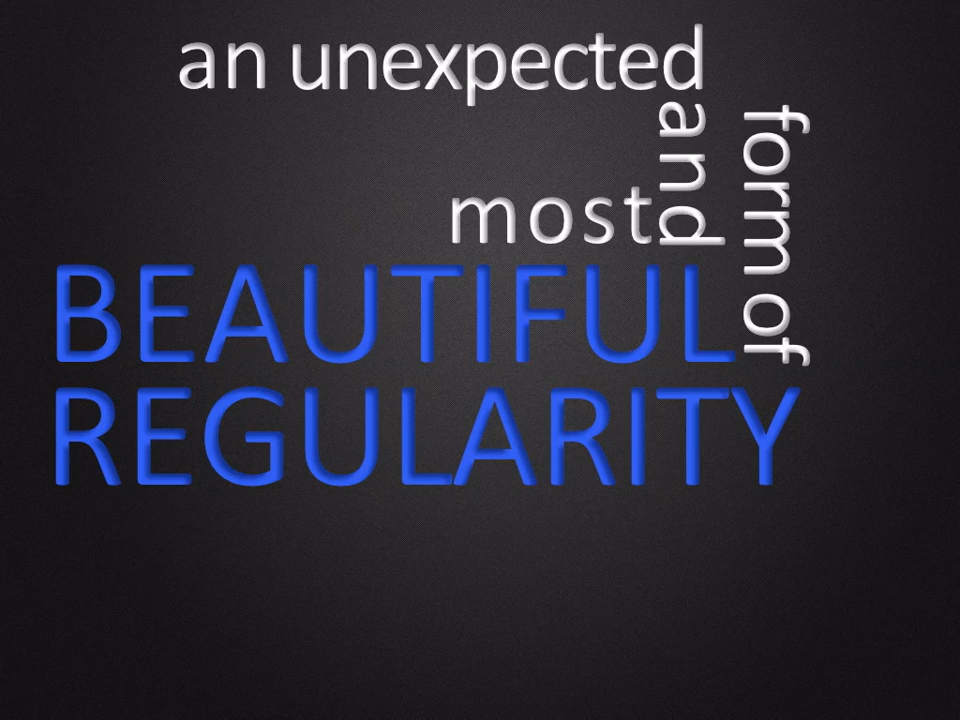 an unexpected
and
most
form of
BEAUTIFUL
REGULARITY